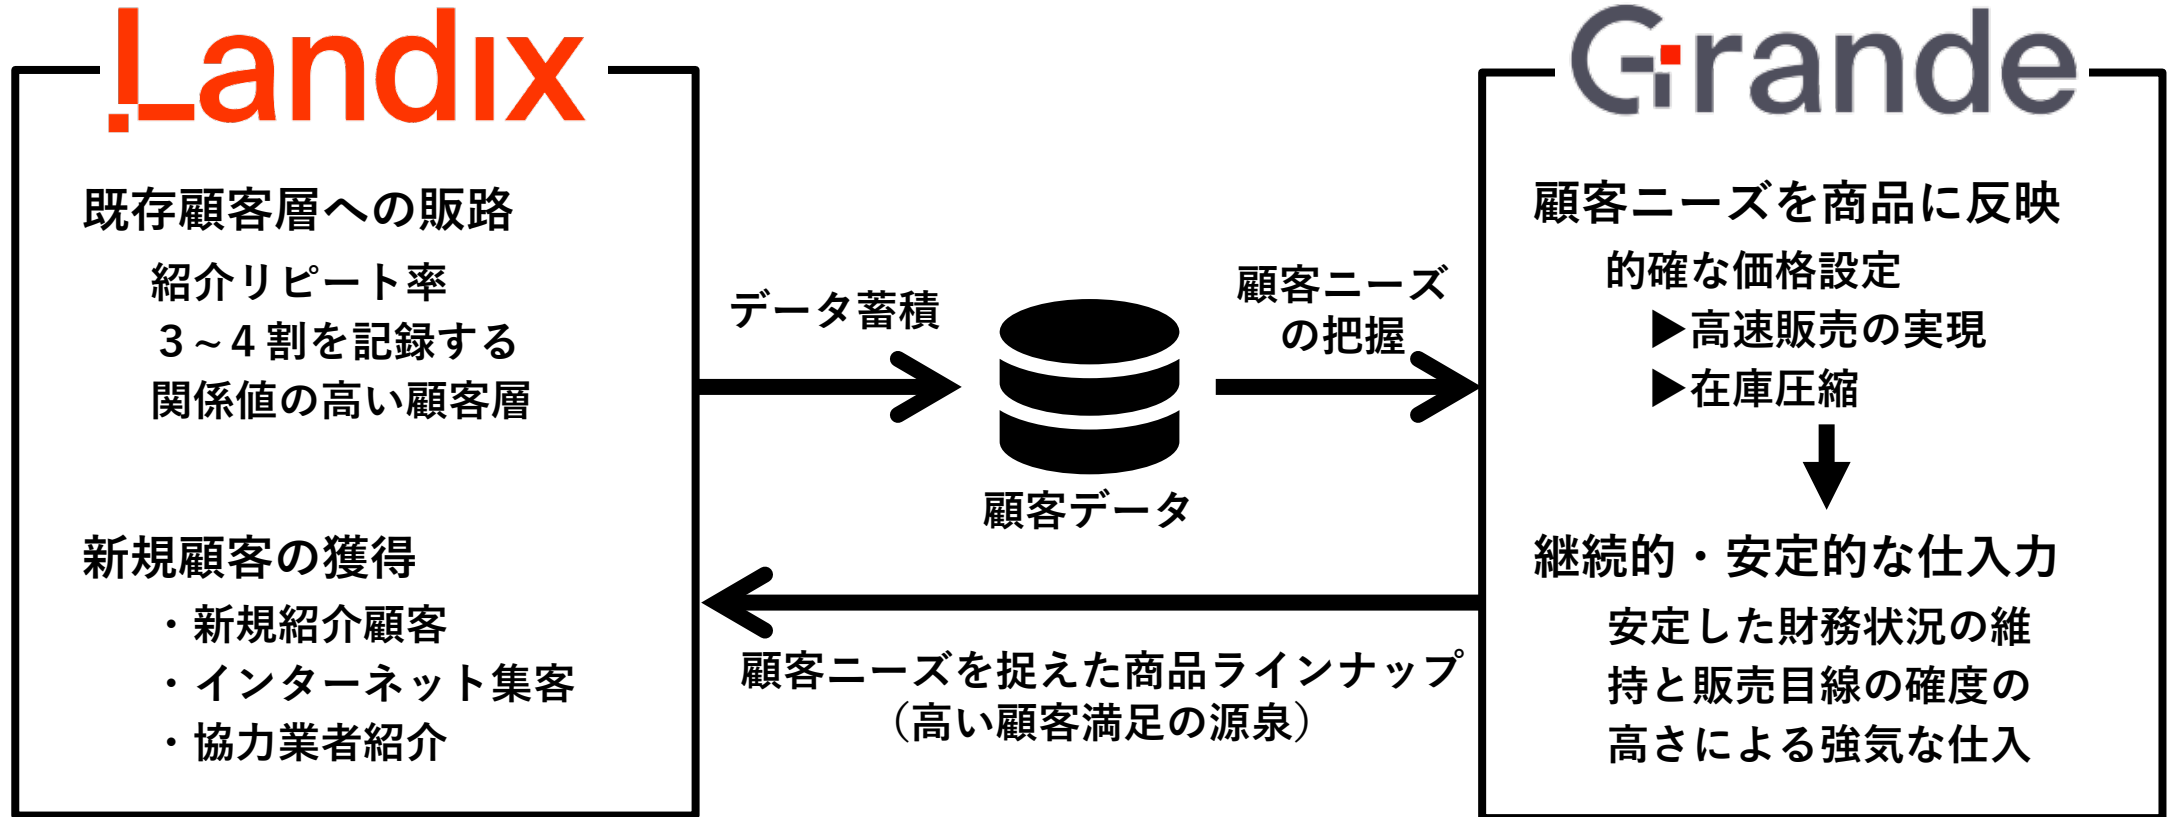 Landix
既存顧客層への販路
紹介リピート率
３～４割を記録する
関係値の高い顧客層
新規顧客の獲得
・新規紹介顧客
・インターネット集客
・協力業者紹介
データ蓄積
顧客データ
顧客ニーズ
の把握
顧客ニーズを捉えた商品ラインナップ
（高い顧客満足の源泉）
Grande
顧客ニーズを商品に反映
的確な価格設定
▶高速販売の実現
▶在庫圧縮
継続的・安定的な仕入力
安定した財務状況の維
持と販売目線の確度の
高さによる強気な仕入